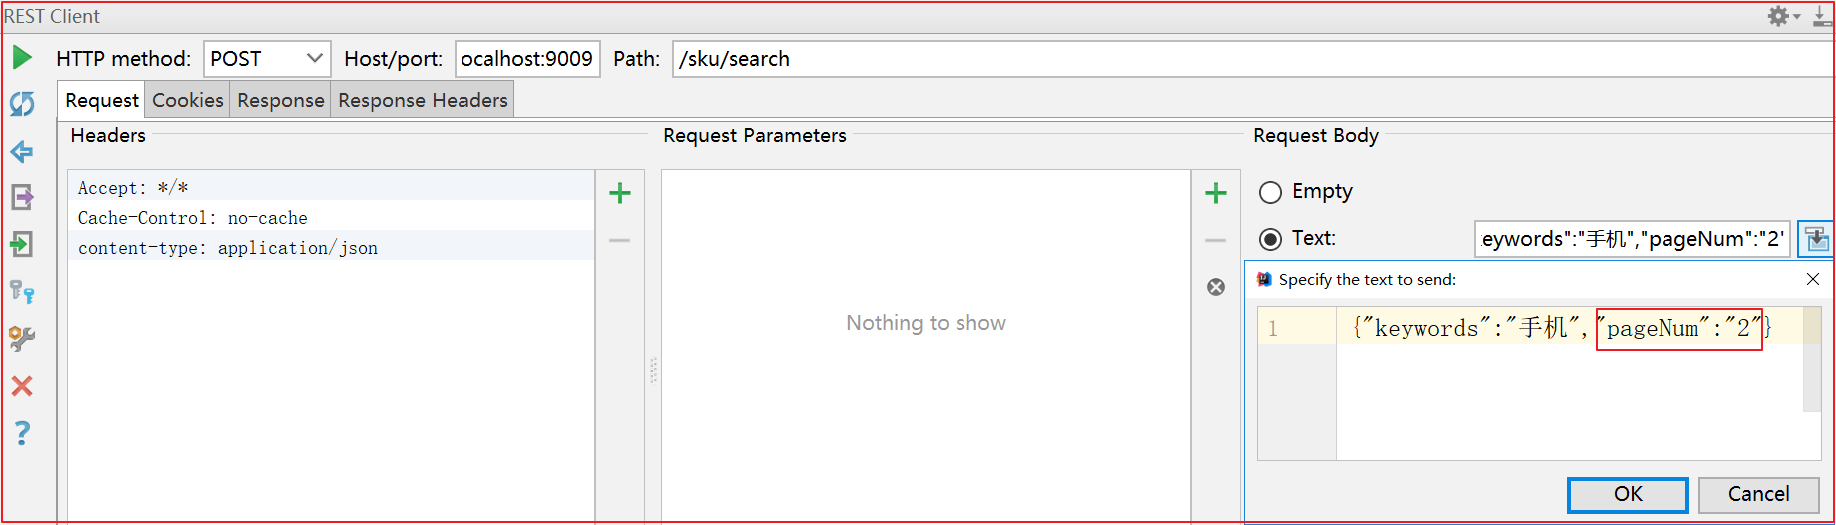 REST Client
HTTP method: POST Host/port: ocalhost:9009 Path: /sku/search
Request Cookies Response Response Headers
Headers Request Parameters Request Body
Accept: */*
Cache-Control: no-cache
content-type: application/json
Nothing to show
Empty
Text: eywords":"手机","pageNum":"2"
Specify the text to send:
1 {"keywords":"手机","pageNum":"2"}
OK Cancel